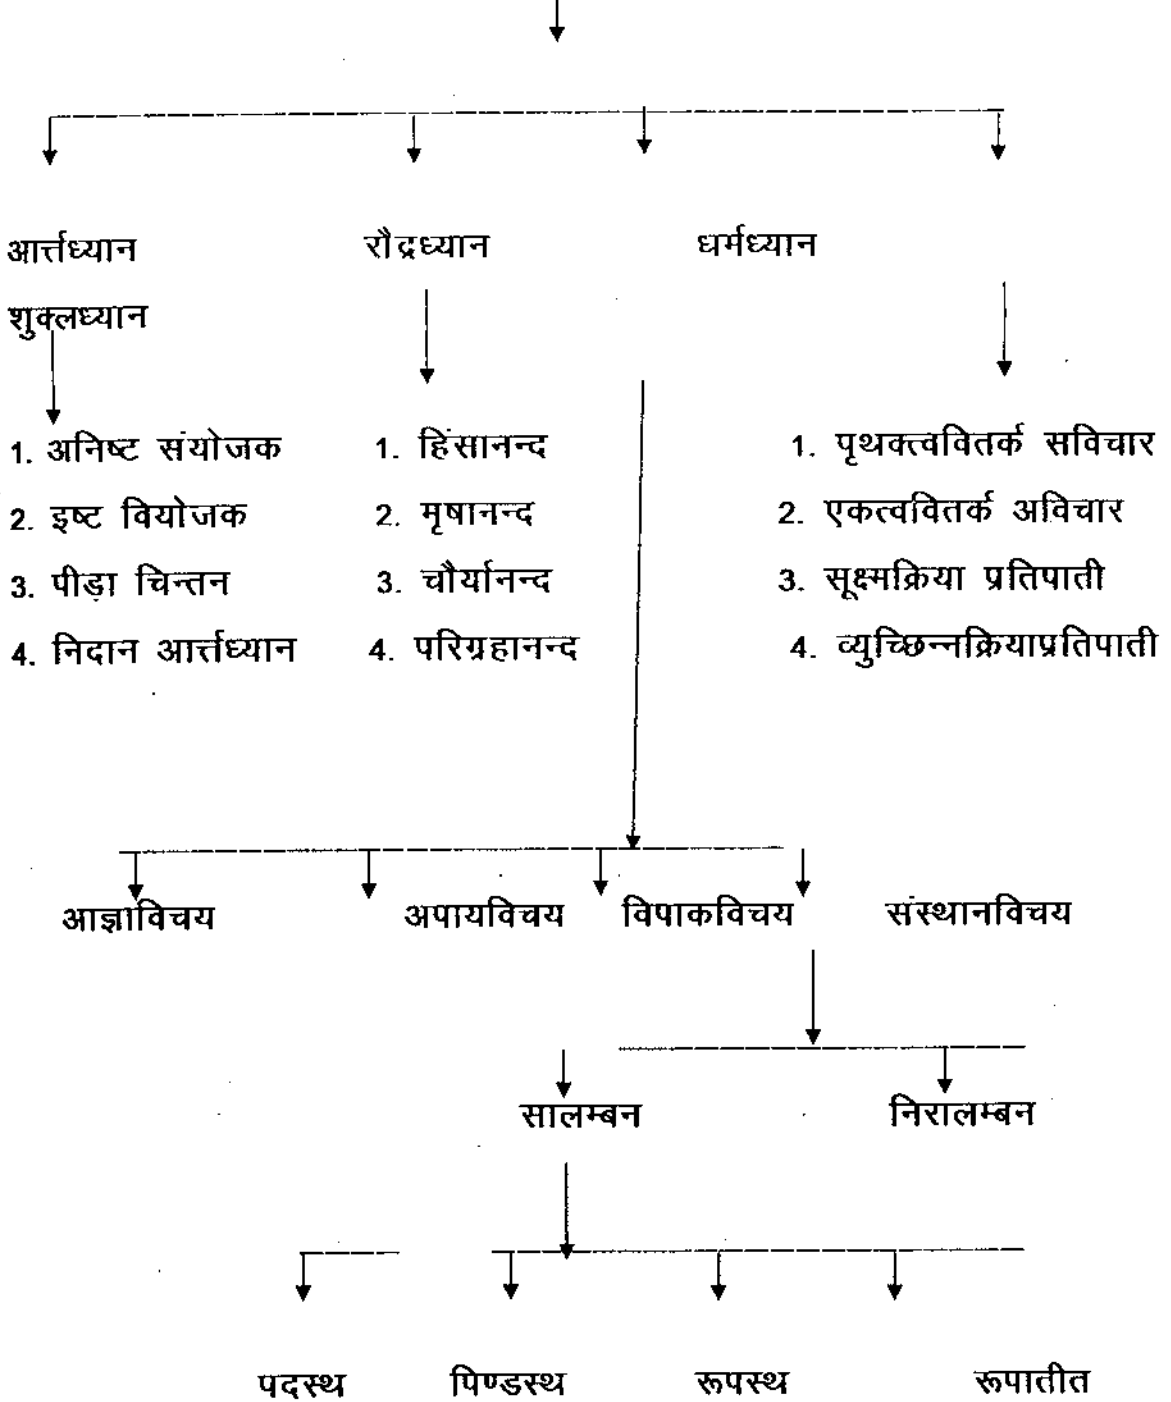 आर्त्तध्यान रौद्रध्यान धर्मध्यान
शुक्लध्यान
1. अनिष्ट संयोजक 1. हिंसानन्द 1. पृथक्त्ववितर्क सविचार
2. इष्ट वियोजक 2. मृषानन्द 2. एकत्ववितर्क अविचार
3. पीड़ा चिन्तन 3. चौर्यानन्द 3. सूक्ष्मक्रिया प्रतिपाती
4. निदान आर्त्तध्यान 4. परिग्रहानन्द 4. व्युच्छिन्नक्रियाप्रतिपाती
आज्ञाविचय अपायविचय विपाकविचय संस्थानविचय
सालम्बन निरालम्बन
पदस्थ पिण्डस्थ रूपस्थ रूपातीत